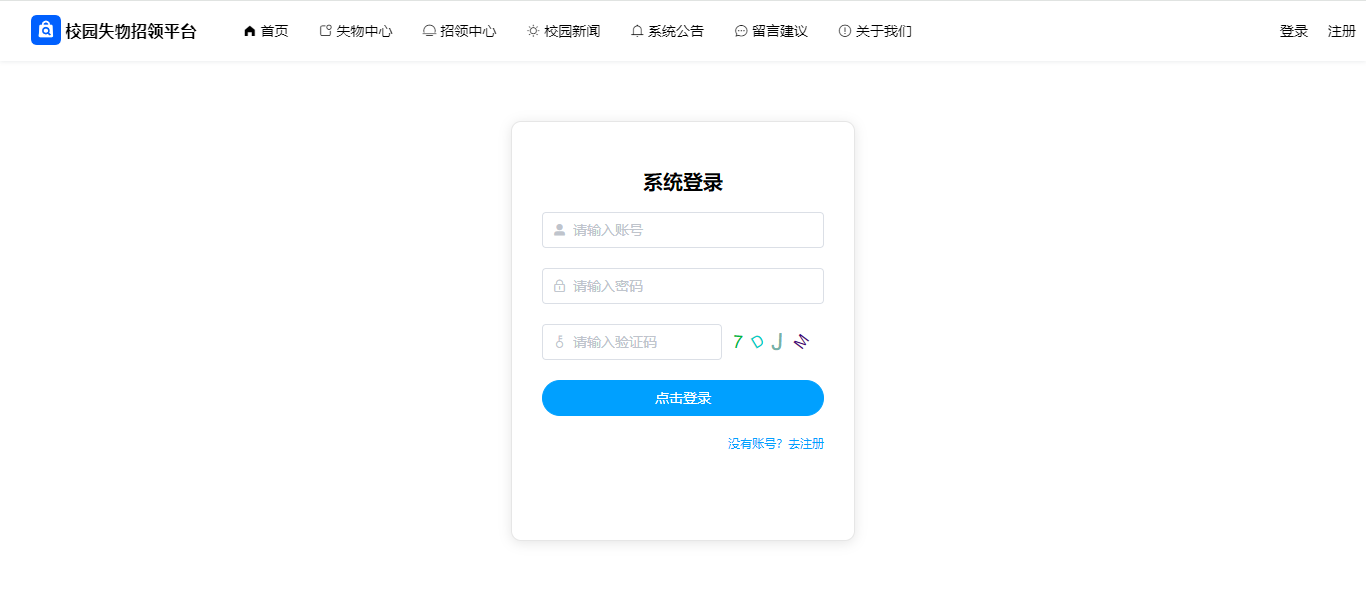 校园失物招领平台 首页 失物中心 招领中心 校园新闻 系统公告 留言建议 关于我们 登录 注册
系统登录
请输入账号
请输入密码
请输入验证码 7DJM
点击登录
没有账号？去注册